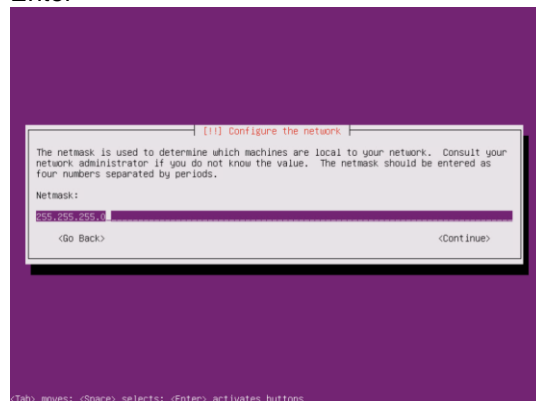 Enter
[!!] Configure the network
The netmask is used to determine which machines are local to your network.  Consult your
network administrator if you do not know the value.  The netmask should be entered as
four numbers separated by periods.
Netmask:
255.255.255.0
<Go Back>
<Continue>
<Tab> moves; <Space> selects; <Enter> activates buttons